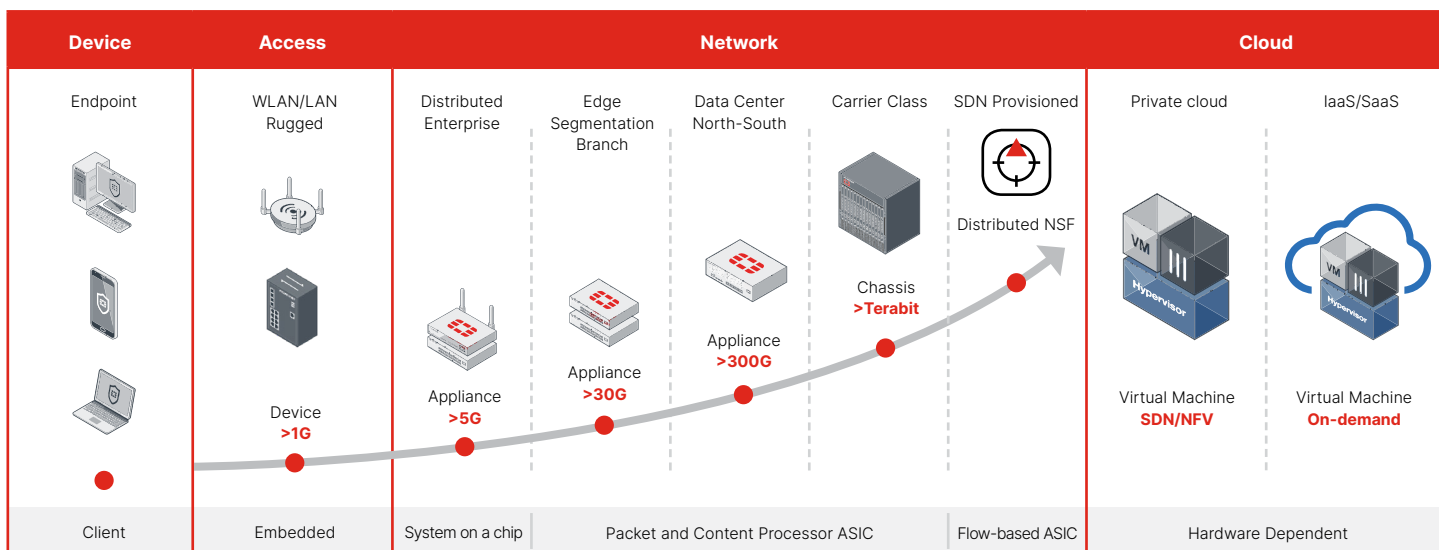 Device
Access
Network
Cloud
Endpoint
WLAN/LAN
Rugged
Distributed
Enterprise
Edge
Segmentation
Branch
Data Center
North-South
Carrier Class
SDN Provisioned
Private cloud
IaaS/SaaS
Distributed NSF
VM
Hypervisor
VM
Hypervisor
Device
>1G
Appliance
>5G
Appliance
>30G
Appliance
>300G
Chassis
>Terabit
Virtual Machine
SDN/NFV
Virtual Machine
On-demand
Client
Embedded
System on a chip
Packet and Content Processor ASIC
Flow-based ASIC
Hardware Dependent